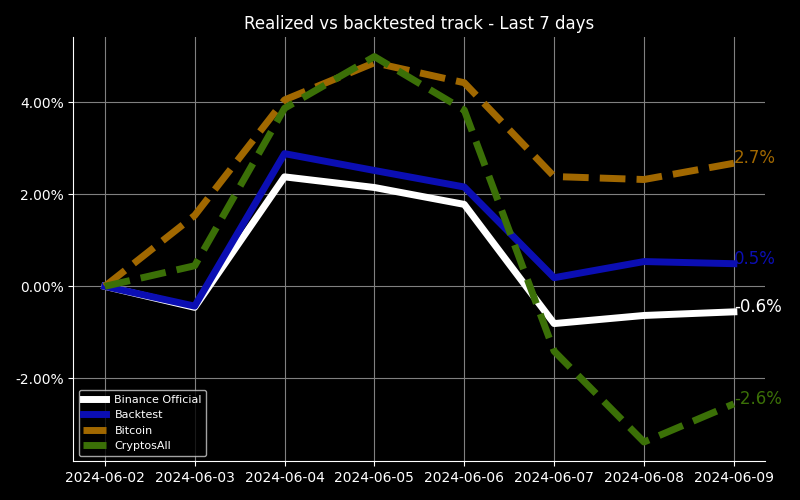 Realized vs backtested track - Last 7 days
4.00%
2.00%
0.00%
-2.00%
2.7%
0.5%
-0.6%
-2.6%
Binance Official
Backtest
Bitcoin
CryptosAll
2024-06-02 2024-06-03 2024-06-04 2024-06-05 2024-06-06 2024-06-07 2024-06-08 2024-06-09